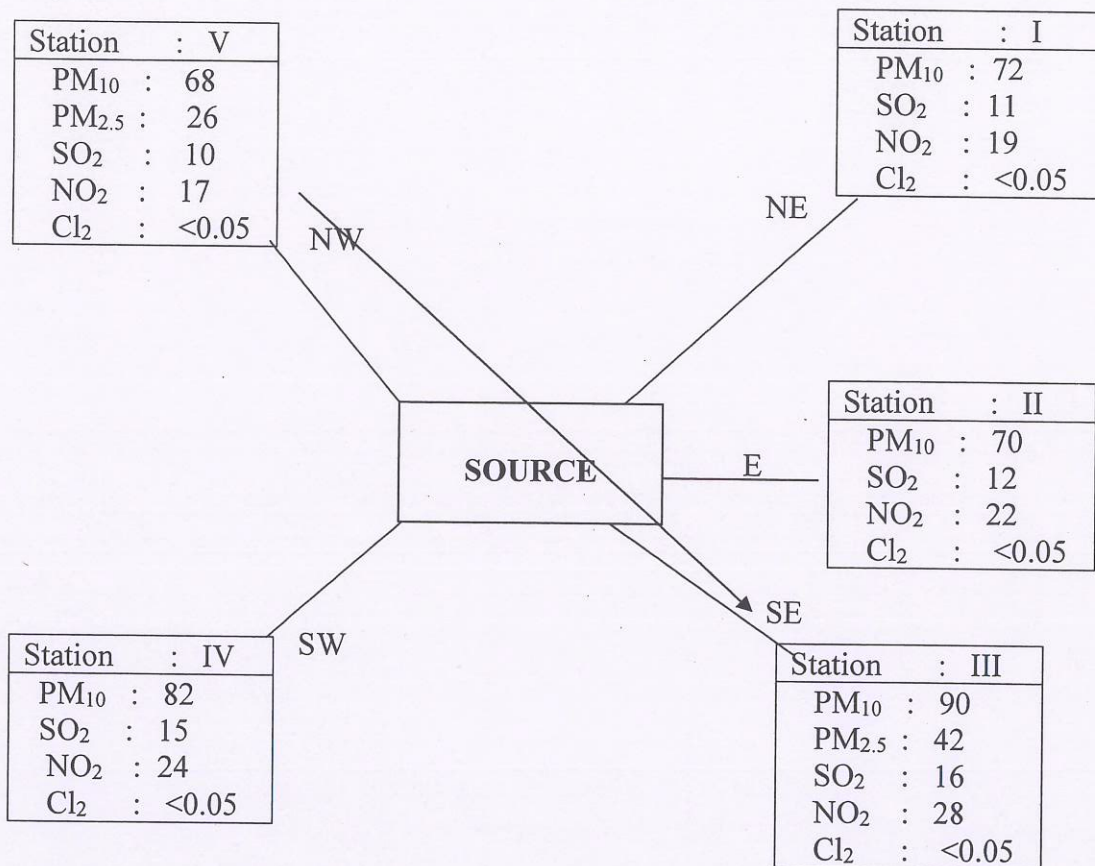 Station : V
PM₁₀ : 68
PM₂.₅ : 26
SO₂ : 10
NO₂ : 17
Cl₂ : <0.05
Station : I
PM₁₀ : 72
SO₂ : 11
NO₂ : 19
Cl₂ : <0.05
NW
NE
SOURCE
E
Station : II
PM₁₀ : 70
SO₂ : 12
NO₂ : 22
Cl₂ : <0.05
SW
SE
Station : IV
PM₁₀ : 82
SO₂ : 15
NO₂ : 24
Cl₂ : <0.05
Station : III
PM₁₀ : 90
PM₂.₅ : 42
SO₂ : 16
NO₂ : 28
Cl₂ : <0.05